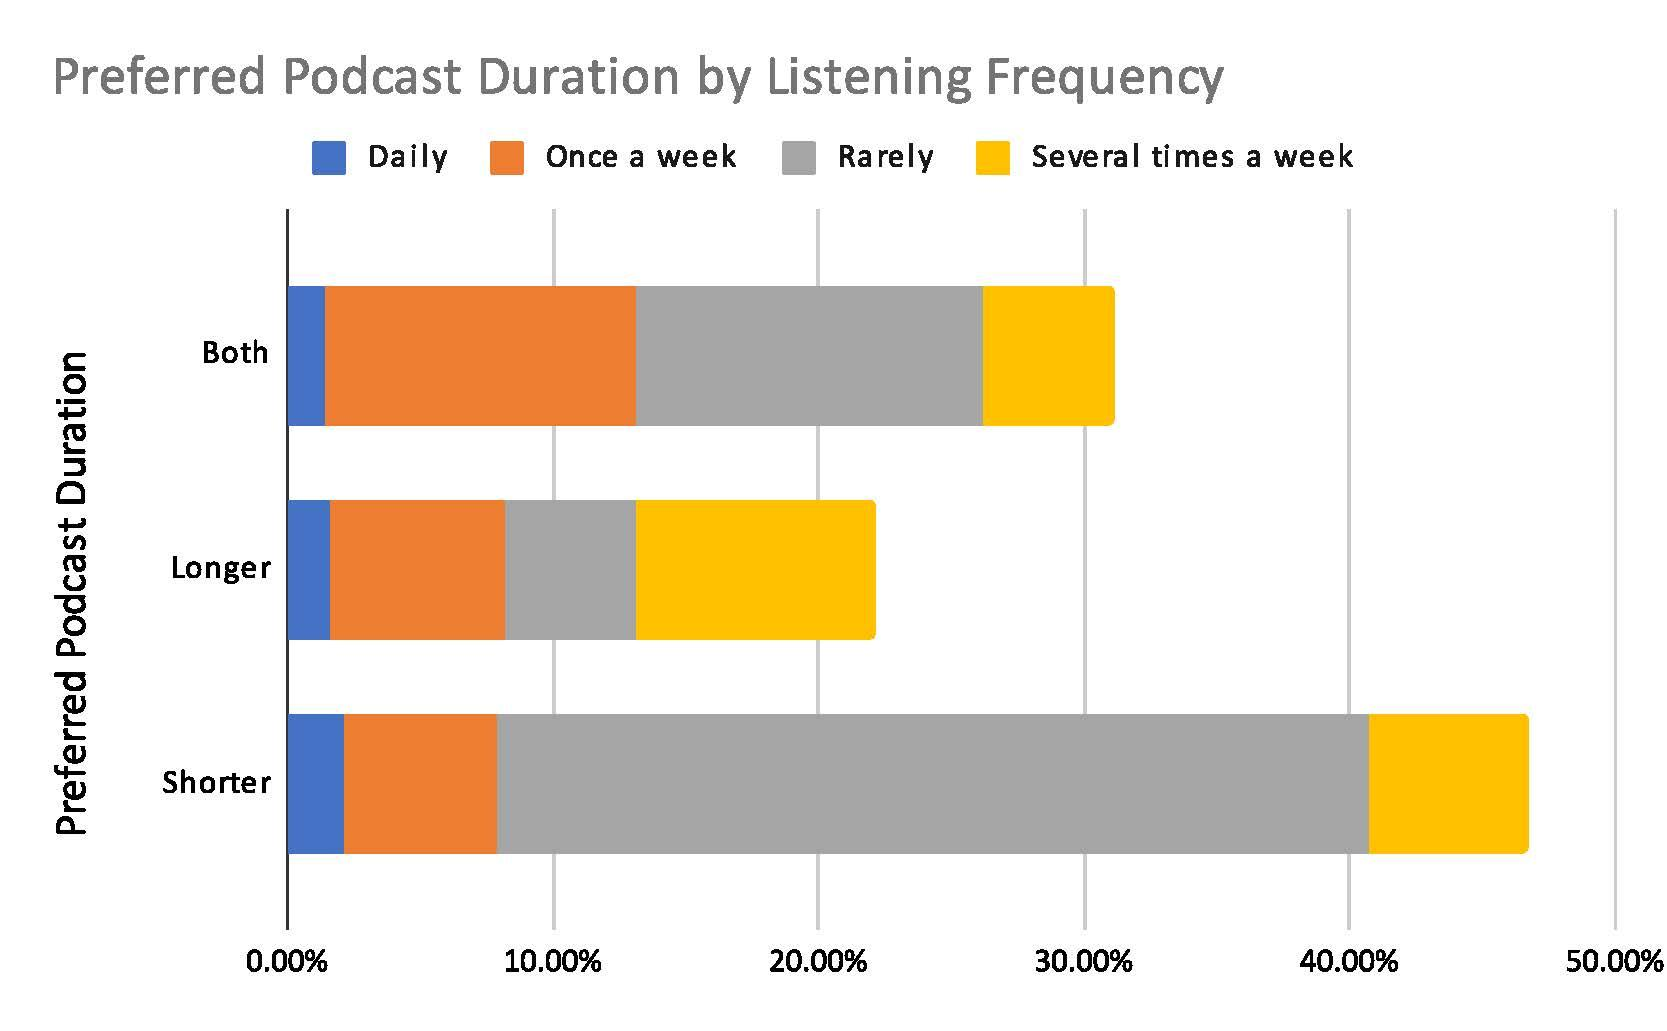 Preferred Podcast Duration by Listening Frequency
Daily Once a week Rarely Several times a week
Preferred Podcast Duration
Both
Longer
Shorter
0.00% 10.00% 20.00% 30.00% 40.00% 50.00%